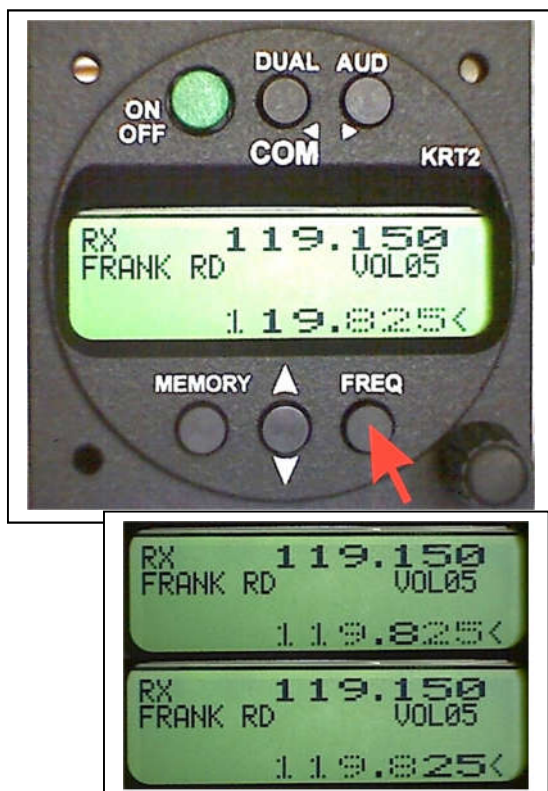 DUAL AUD
ON
OFF
COM
KRT2
RX 119.150
FRANK RD VOL05
119.825<
MEMORY FREQ
RX 119.150
FRANK RD VOL05
119.825<
RX 119.150
FRANK RD VOL05
119.825<